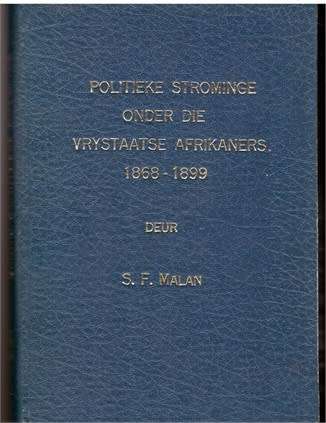 POLITIEKE STROMINGE
ONDER DIE
VRYSTAATSE AFRIKANERS.
1868-1899
DEUR
S. F. MALAN